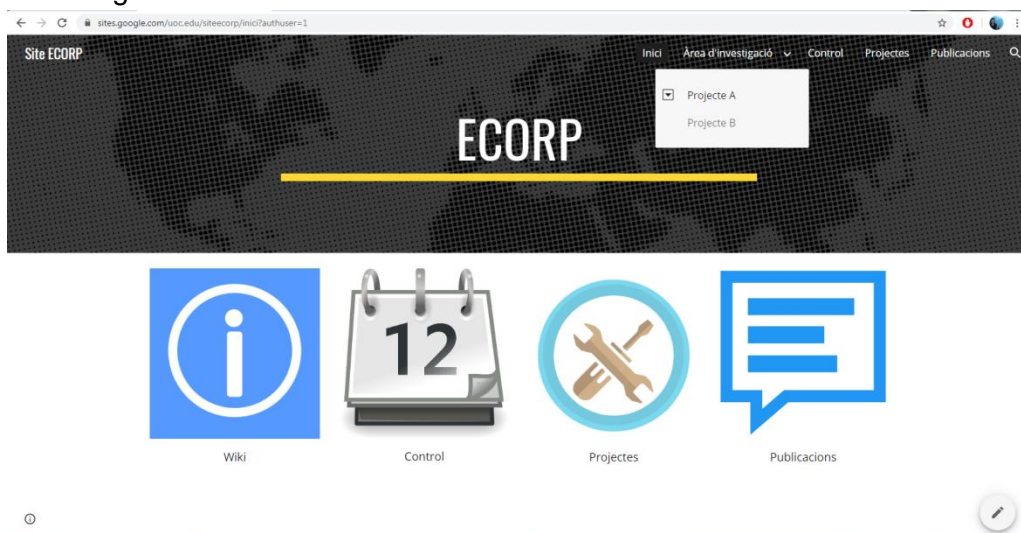 sites.google.com/uoc.edu/siteecorp/inici?authuser=1
Site ECORP
Inici Àrea d'investigació Control Projectes Publicacions
Projecte A
Projecte B
ECORP
12
Wiki Control Projectes Publicacions